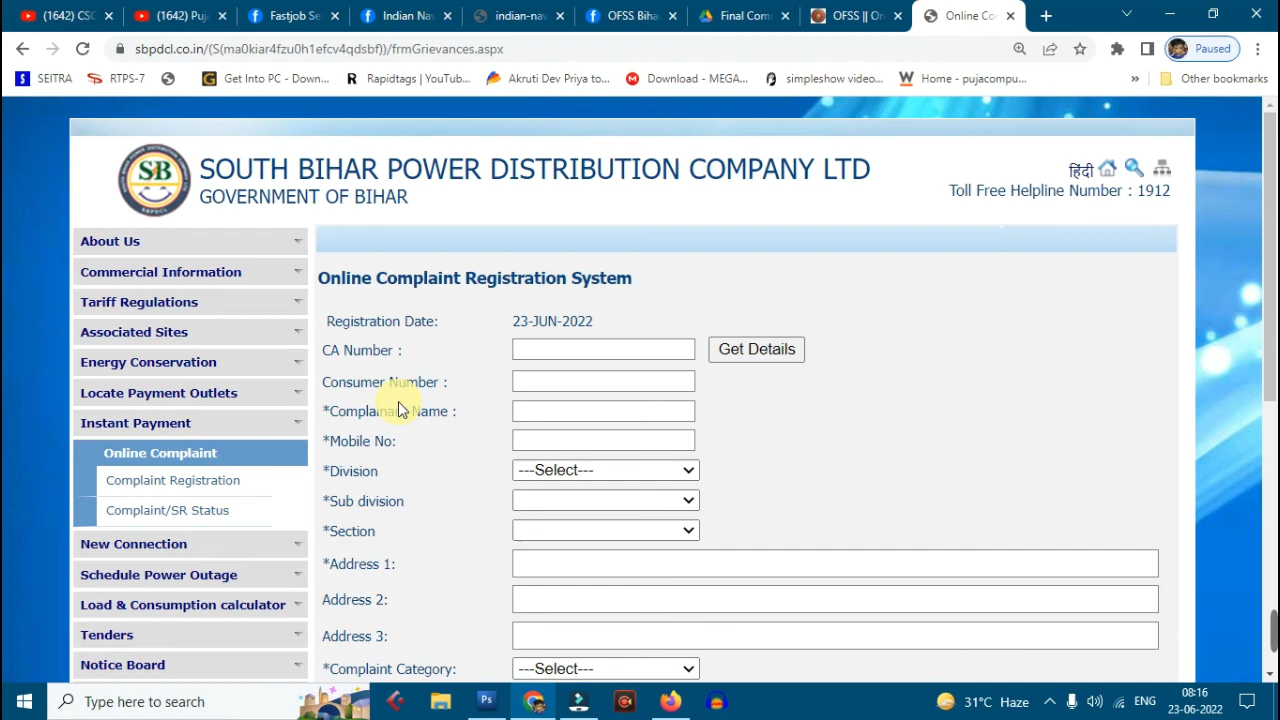 (1642) CSC
(1642) Puja
Fastjob Se
Indian Nav
indian-nav
OFSS Biha
Final Com
OFSS || On
Online Co
sbpdcl.co.in/(S(ma0kiar4fzu0h1efcv4qdsbf))/frmGrievances.aspx
Paused
SEITRA
RTPS-7
Get Into PC - Down...
Rapidtags | YouTub...
Akruti Dev Priya to...
Download - MEGA...
simpleshow video...
Home - pujacompu...
»
Other bookmarks
SB
SOUTH BIHAR POWER DISTRIBUTION COMPANY LTD
GOVERNMENT OF BIHAR
हिंदी
Toll Free Helpline Number : 1912
About Us
Commercial Information
Tariff Regulations
Associated Sites
Energy Conservation
Locate Payment Outlets
Instant Payment
Online Complaint
Complaint Registration
Complaint/SR Status
New Connection
Schedule Power Outage
Load & Consumption calculator
Tenders
Notice Board
Online Complaint Registration System
Registration Date: 23-JUN-2022
CA Number : Get Details
Consumer Number :
*Complainant Name :
*Mobile No:
*Division ---Select---
*Sub division
*Section
*Address 1:
Address 2:
Address 3:
*Complaint Category: ---Select---
Type here to search
Ps
31°C Haze
ENG
08:16
23-06-2022